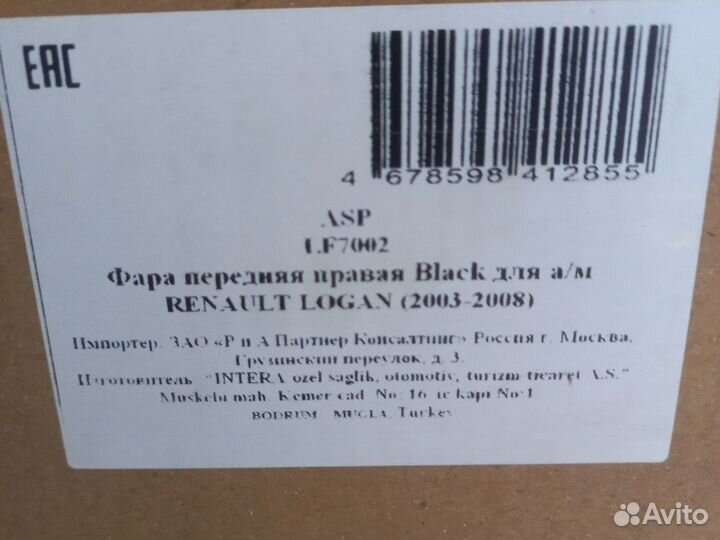 EAC
4 678598 412855
ASP
LF7002
Фара передняя правая Black для а/м
RENAULT LOGAN (2003-2008)
Импортер: ЗАО «Р и А Партнер Консалтинг» Россия г. Москва,
Грузинский переулок, д. 3.
Изготовитель: "INTERA ozel saglik, otomotiv, turizm ticaret A.S."
Muskebi mah. Kemer cad. No: 16 ic kapi No:1
BODRUM MUGLA, Turkey
Avito